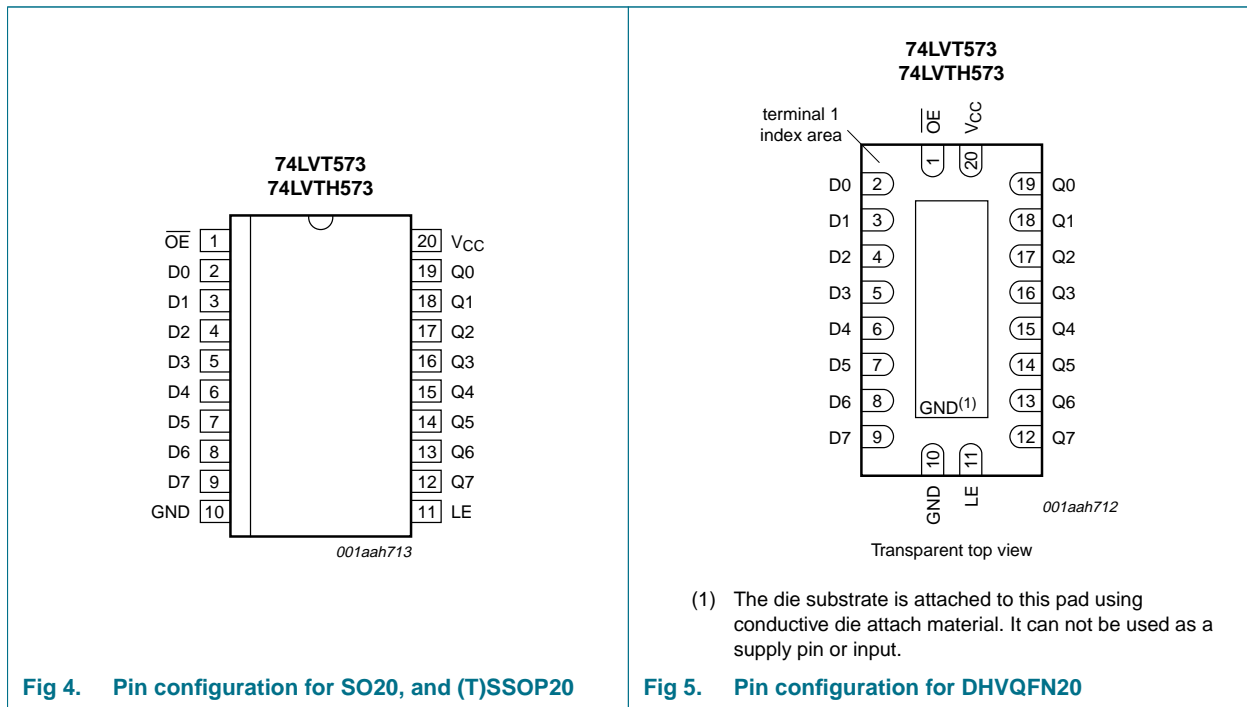 74LVT573
74LVTH573
OE 1 20 VCC
D0 2 19 Q0
D1 3 18 Q1
D2 4 17 Q2
D3 5 16 Q3
D4 6 15 Q4
D5 7 14 Q5
D6 8 13 Q6
D7 9 12 Q7
GND 10 11 LE
001aah713
Fig 4. Pin configuration for SO20, and (T)SSOP20
74LVT573
74LVTH573
terminal 1
index area
OE VCC
1 20
D0 2 19 Q0
D1 3 18 Q1
D2 4 17 Q2
D3 5 16 Q3
D4 6 15 Q4
D5 7 14 Q5
D6 8 GND(1) 13 Q6
D7 9 12 Q7
10 11
GND LE
001aah712
Transparent top view
(1) The die substrate is attached to this pad using
conductive die attach material. It can not be used as a
supply pin or input.
Fig 5. Pin configuration for DHVQFN20